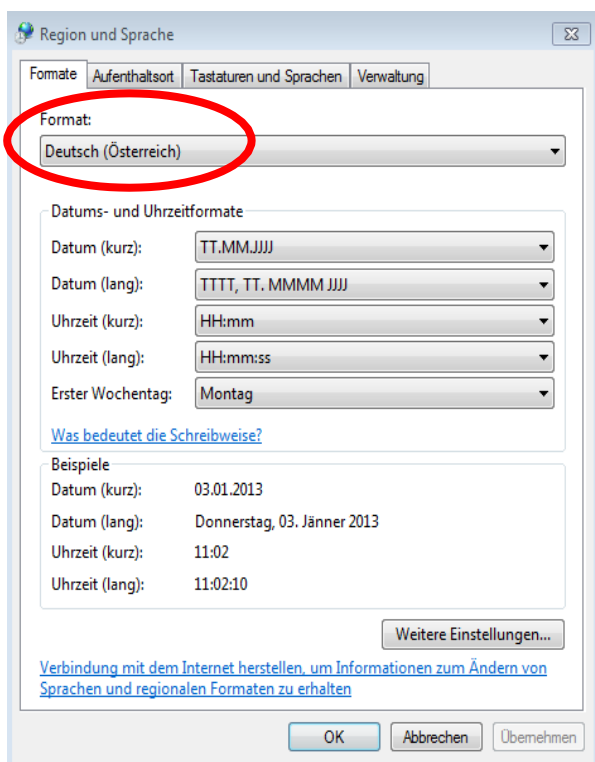 Region und Sprache
Formate Aufenthaltsort Tastaturen und Sprachen Verwaltung
Format:
Deutsch (Österreich)
Datums- und Uhrzeitformate
Datum (kurz): TT.MM.JJJJ
Datum (lang): TTTT, TT. MMMM JJJJ
Uhrzeit (kurz): HH:mm
Uhrzeit (lang): HH:mm:ss
Erster Wochentag: Montag
Was bedeutet die Schreibweise?
Beispiele
Datum (kurz): 03.01.2013
Datum (lang): Donnerstag, 03. Jänner 2013
Uhrzeit (kurz): 11:02
Uhrzeit (lang): 11:02:10
Weitere Einstellungen...
Verbindung mit dem Internet herstellen, um Informationen zum Ändern von
Sprachen und regionalen Formaten zu erhalten
OK Abbrechen Übernehmen